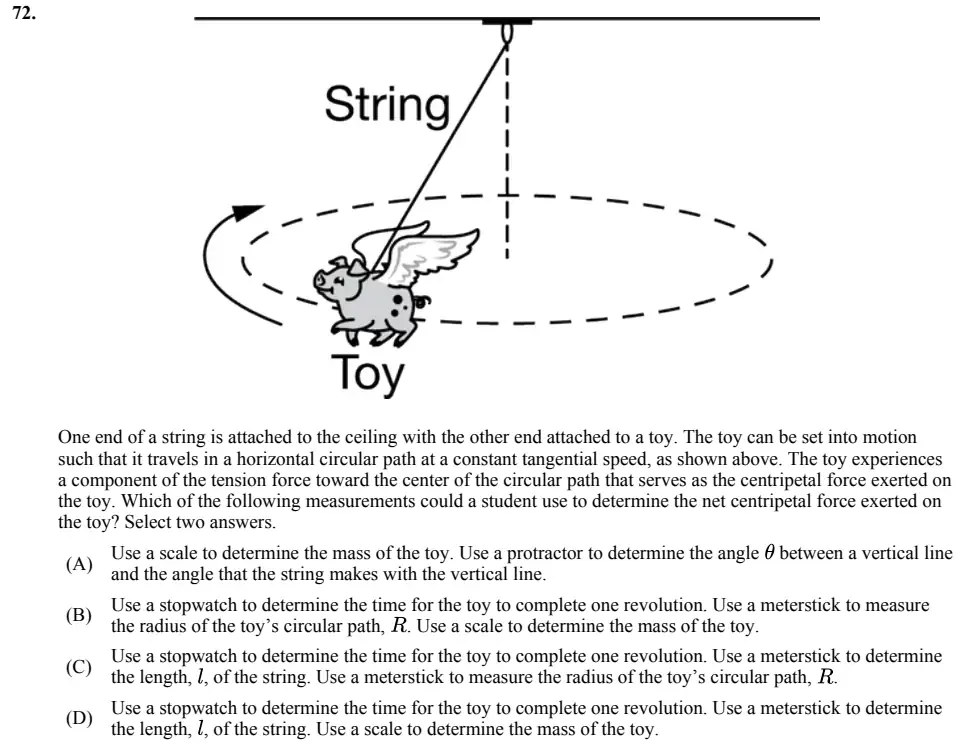 72.
String
Toy
One end of a string is attached to the ceiling with the other end attached to a toy. The toy can be set into motion
such that it travels in a horizontal circular path at a constant tangential speed, as shown above. The toy experiences
a component of the tension force toward the center of the circular path that serves as the centripetal force exerted on
the toy. Which of the following measurements could a student use to determine the net centripetal force exerted on
the toy? Select two answers.
(A) Use a scale to determine the mass of the toy. Use a protractor to determine the angle θ between a vertical line
and the angle that the string makes with the vertical line.
(B) Use a stopwatch to determine the time for the toy to complete one revolution. Use a meterstick to measure
the radius of the toy's circular path, R. Use a scale to determine the mass of the toy.
(C) Use a stopwatch to determine the time for the toy to complete one revolution. Use a meterstick to determine
the length, l, of the string. Use a meterstick to measure the radius of the toy's circular path, R.
(D) Use a stopwatch to determine the time for the toy to complete one revolution. Use a meterstick to determine
the length, l, of the string. Use a scale to determine the mass of the toy.